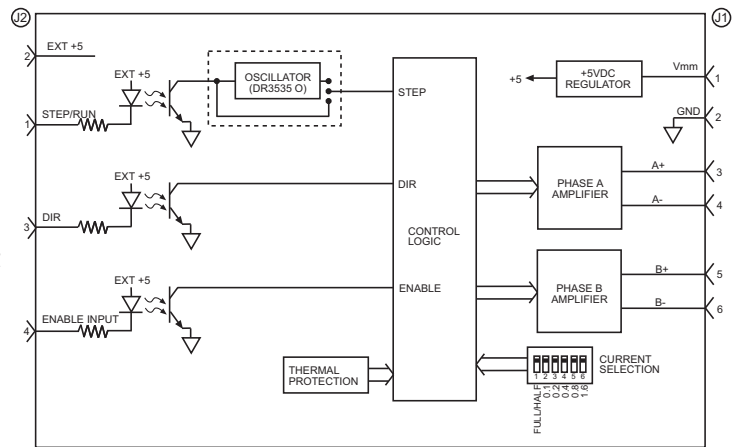 J2
J1
2
EXT +5
EXT +5
STEP/RUN
1
OSCILLATOR
(DR3535 O)
STEP
+5
+5VDC
REGULATOR
Vmm
1
GND
2
EXT +5
DIR
3
DIR
CONTROL
LOGIC
PHASE A
AMPLIFIER
A+
3
A-
4
EXT +5
ENABLE INPUT
4
ENABLE
PHASE B
AMPLIFIER
B+
5
B-
6
THERMAL
PROTECTION
CURRENT
SELECTION
1 2 3 4 5 6
FULL/HALF
0.1
0.2
0.4
0.8
1.6